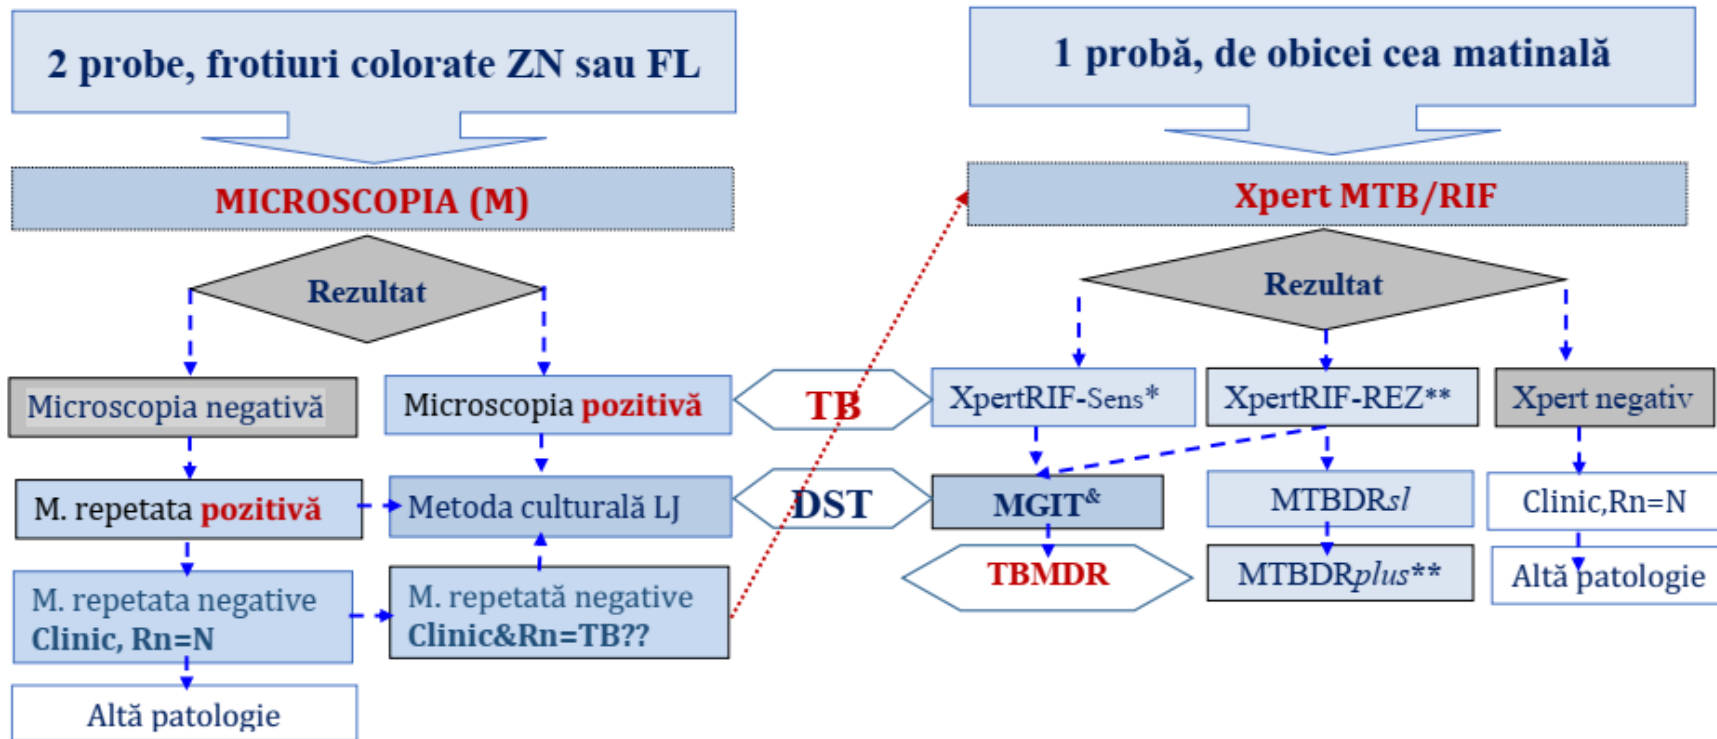 2 probe, frotiuri colorate ZN sau FL
1 probă, de obicei cea matinală
MICROSCOPIA (M)
Xpert MTB/RIF
Rezultat
Rezultat
Microscopia negativă
Microscopia pozitivă
TB
XpertRIF-Sens*
XpertRIF-REZ**
Xpert negativ
M. repetata pozitivă
Metoda culturală LJ
DST
MGIT&
MTBDRsl
Clinic,Rn=N
M. repetata negative
Clinic, Rn=N
M. repetată negative
Clinic&Rn=TB??
TBMDR
MTBDRplus**
Altă patologie
Altă patologie